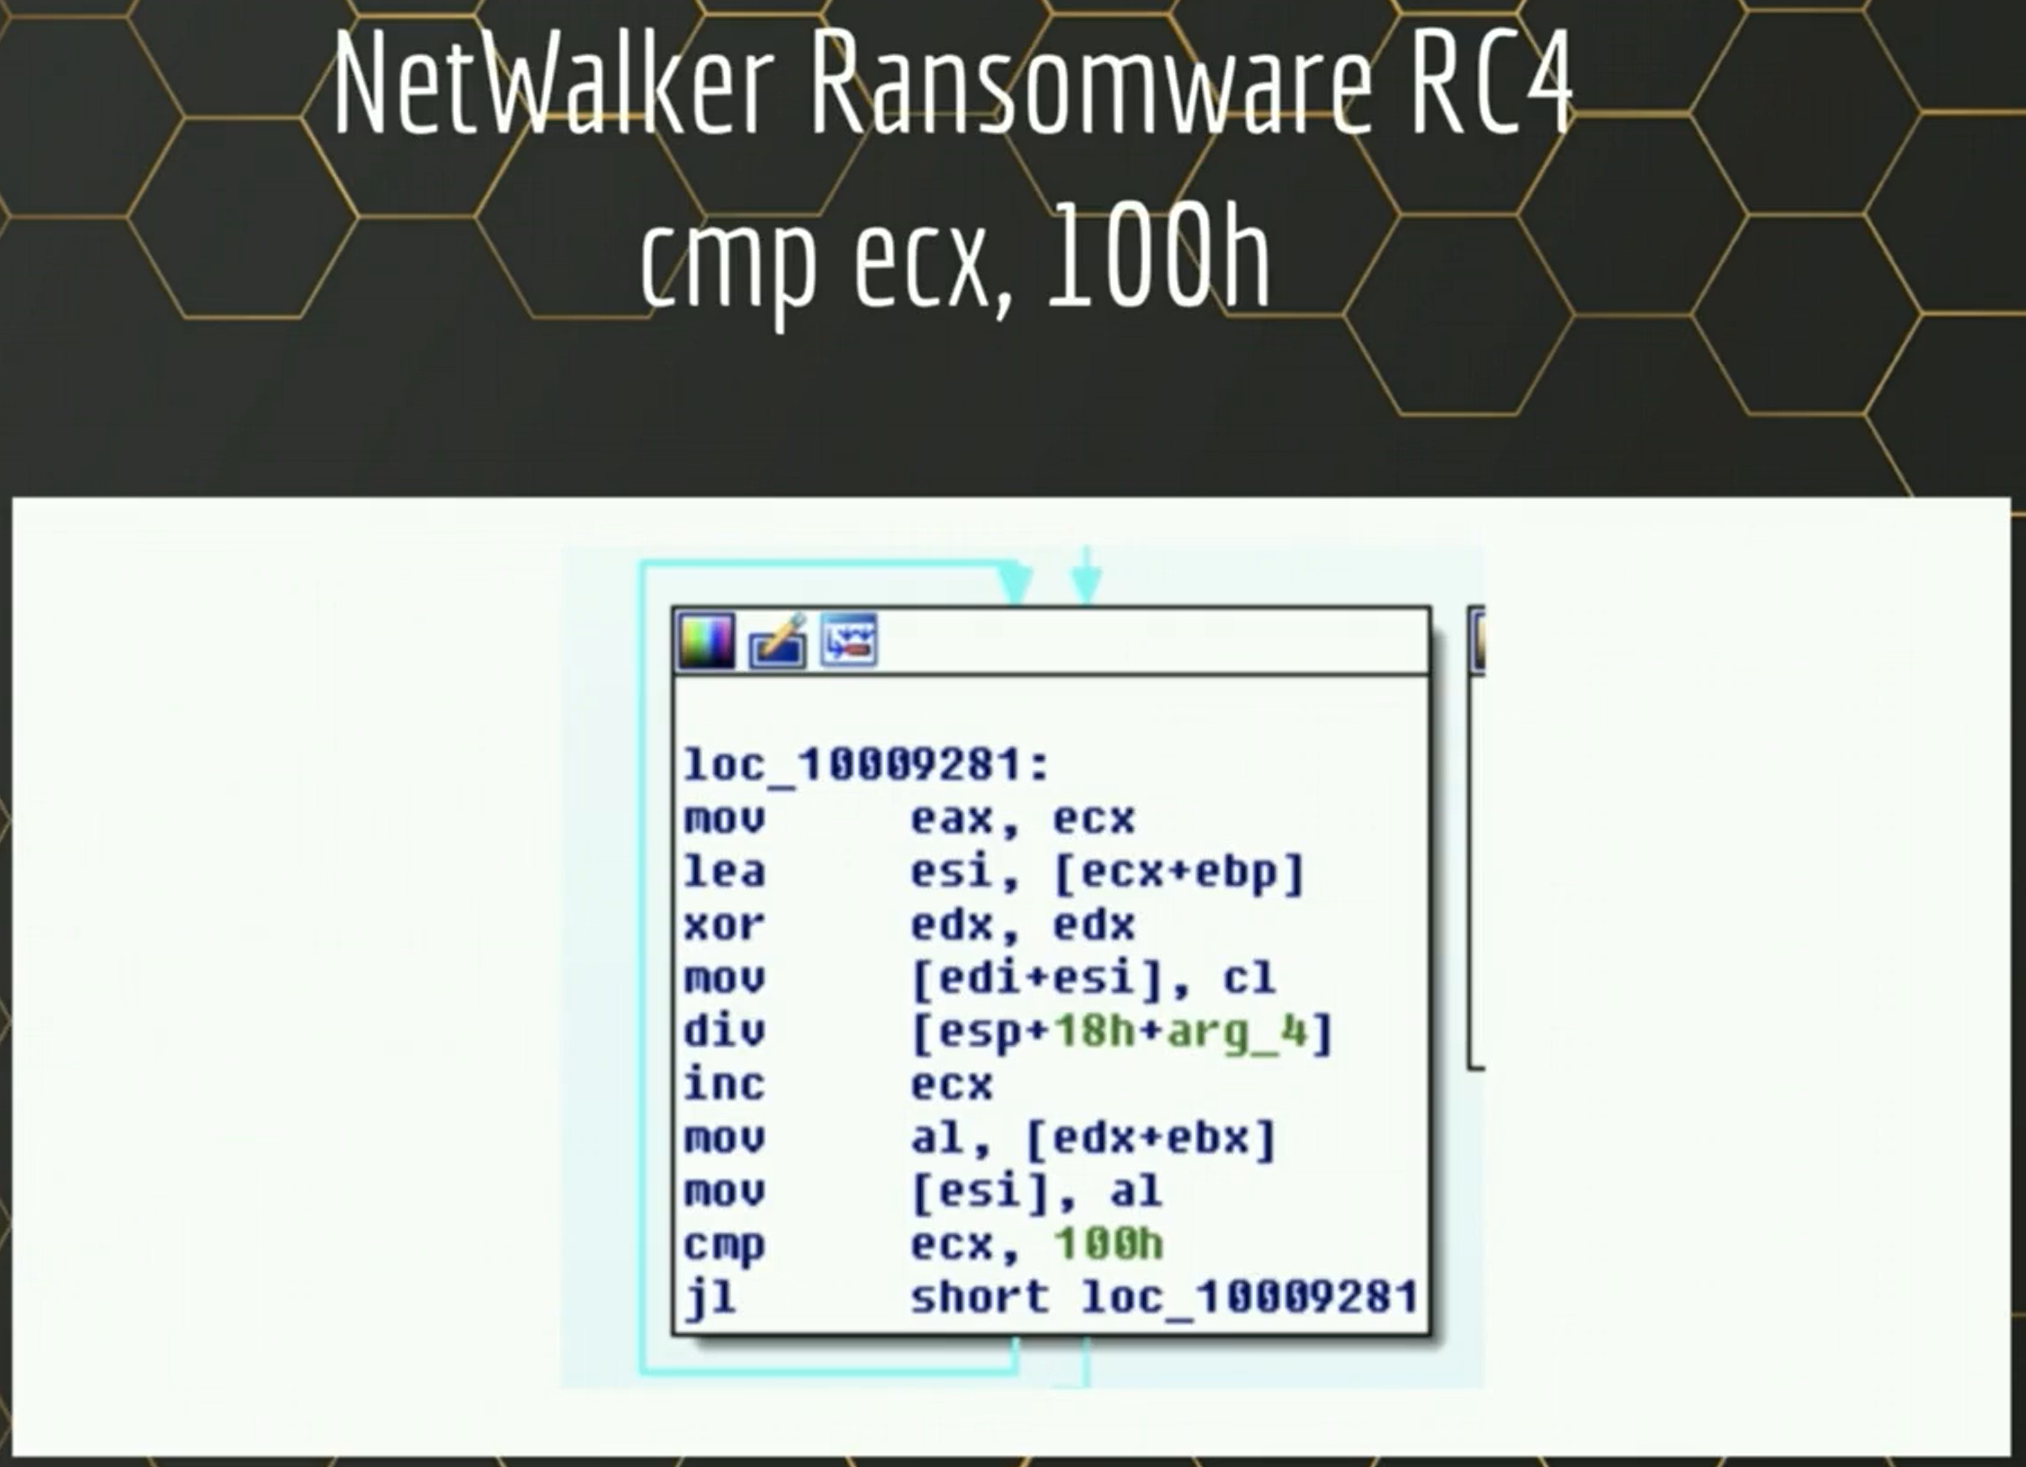 NetWalker Ransomware RC4
cmp ecx, 100h
loc_10009281:
mov eax, ecx
lea esi, [ecx+ebp]
xor edx, edx
mov [edi+esi], cl
div [esp+18h+arg_4]
inc ecx
mov al, [edx+ebx]
mov [esi], al
cmp ecx, 100h
jl short loc_10009281